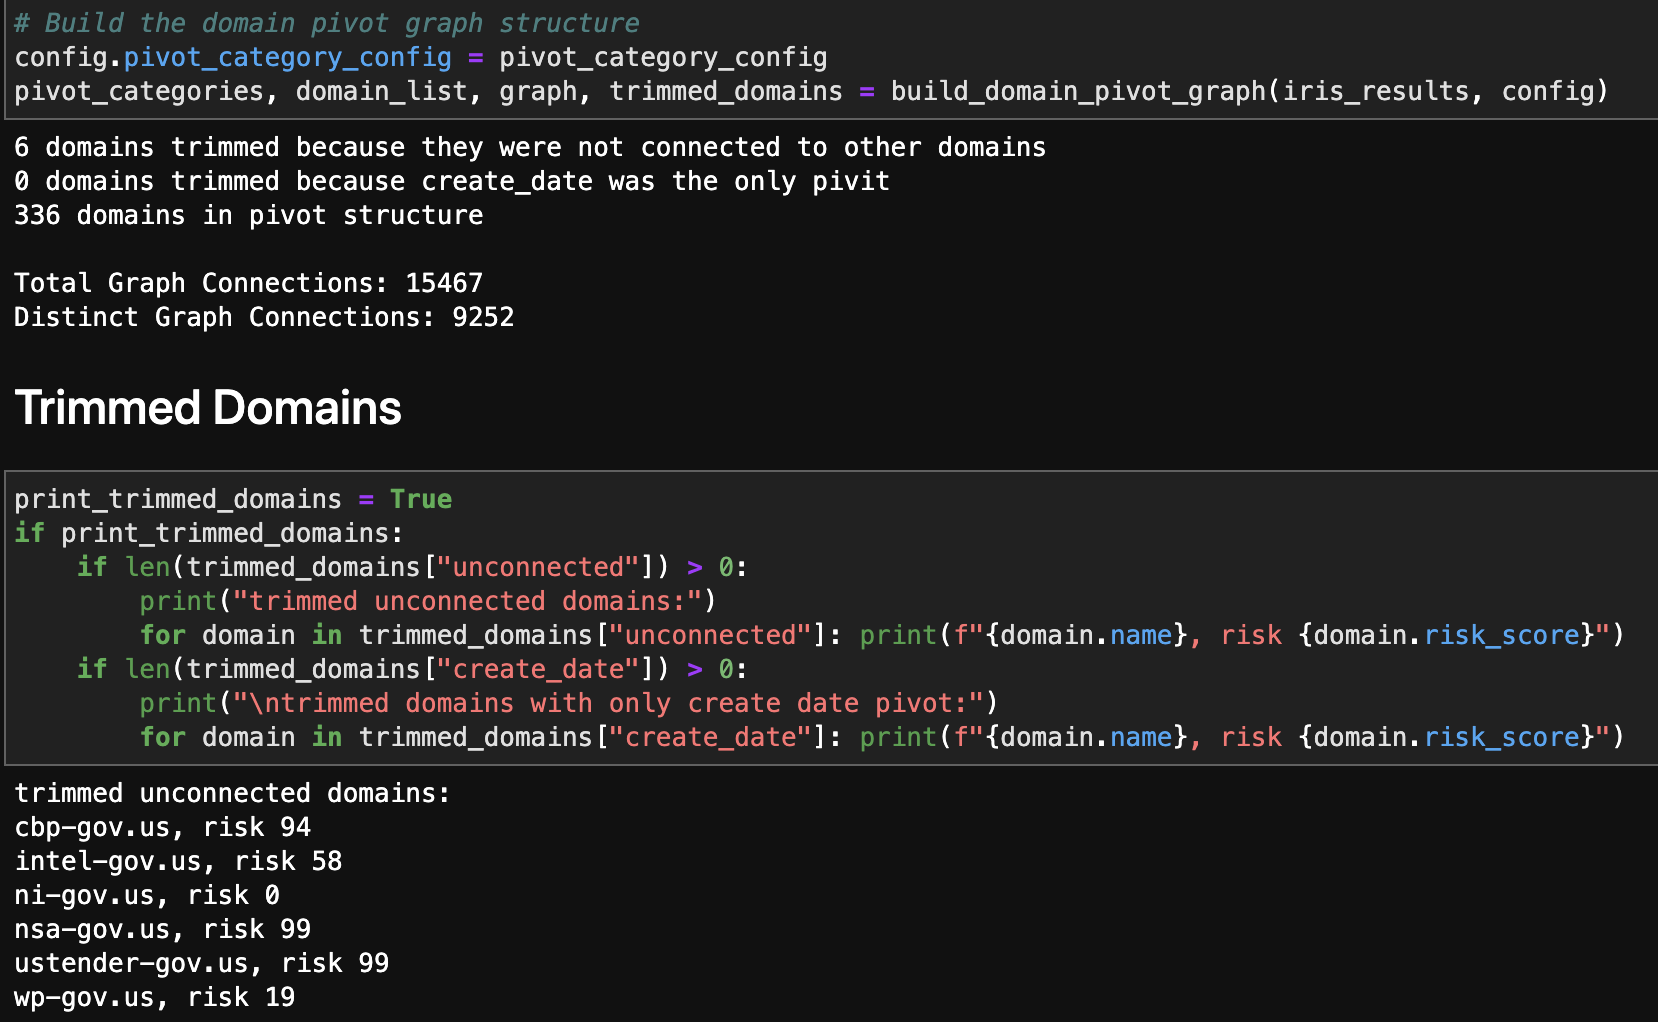 # Build the domain pivot graph structure
config.pivot_category_config = pivot_category_config
pivot_categories, domain_list, graph, trimmed_domains = build_domain_pivot_graph(iris_results, config)
6 domains trimmed because they were not connected to other domains
0 domains trimmed because create_date was the only pivit
336 domains in pivot structure
Total Graph Connections: 15467
Distinct Graph Connections: 9252
Trimmed Domains
print_trimmed_domains = True
if print_trimmed_domains:
    if len(trimmed_domains["unconnected"]) > 0:
        print("trimmed unconnected domains:")
        for domain in trimmed_domains["unconnected"]: print(f"{domain.name}, risk {domain.risk_score}")
    if len(trimmed_domains["create_date"]) > 0:
        print("\ntrimmed domains with only create date pivot:")
        for domain in trimmed_domains["create_date"]: print(f"{domain.name}, risk {domain.risk_score}")
trimmed unconnected domains:
cbp-gov.us, risk 94
intel-gov.us, risk 58
ni-gov.us, risk 0
nsa-gov.us, risk 99
ustender-gov.us, risk 99
wp-gov.us, risk 19